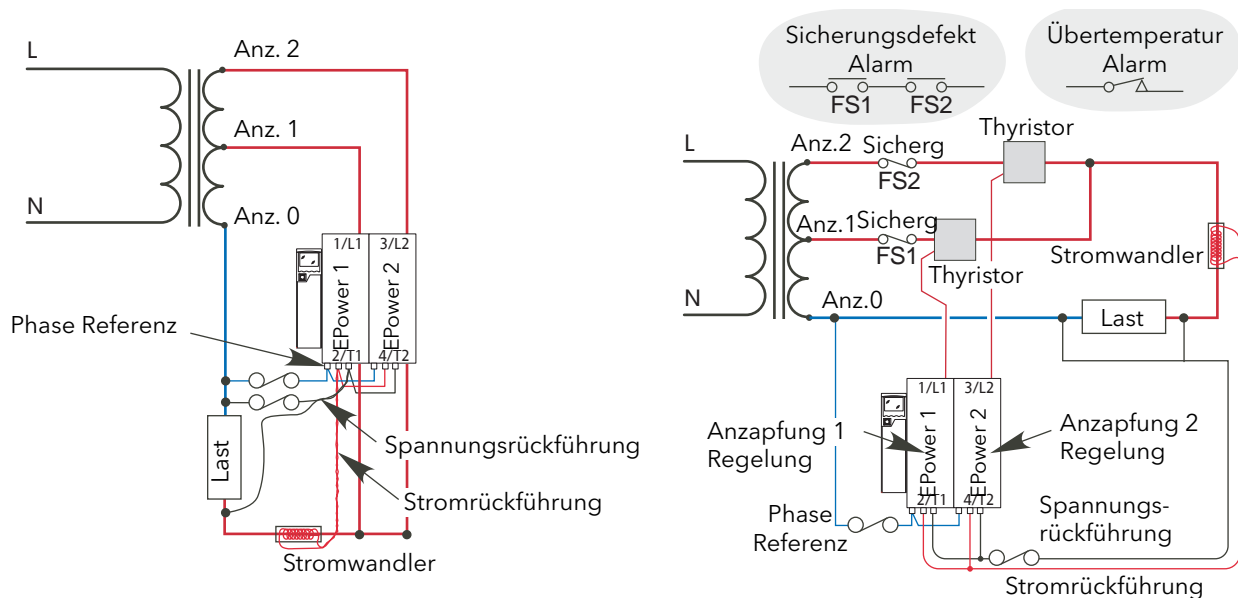 L
Anz. 2
Anz. 1
N
Anz. 0
1/L1
3/L2
EPower 1
EPower 2
2/T1
4/T2
Phase Referenz
Spannungsrückführung
Last
Stromrückführung
Stromwandler
Sicherungsdefekt
Alarm
FS1
FS2
Übertemperatur
Alarm
L
Anz.2
Sicherg
FS2
Thyristor
Anz.1
Sicherg
FS1
Thyristor
Stromwandler
N
Anz.0
Last
1/L1
3/L2
EPower 1
EPower 2
2/T1
4/T2
Anzapfung 1
Regelung
Anzapfung 2
Regelung
Phase
Referenz
Spannungs-
rückführung
Stromrückführung